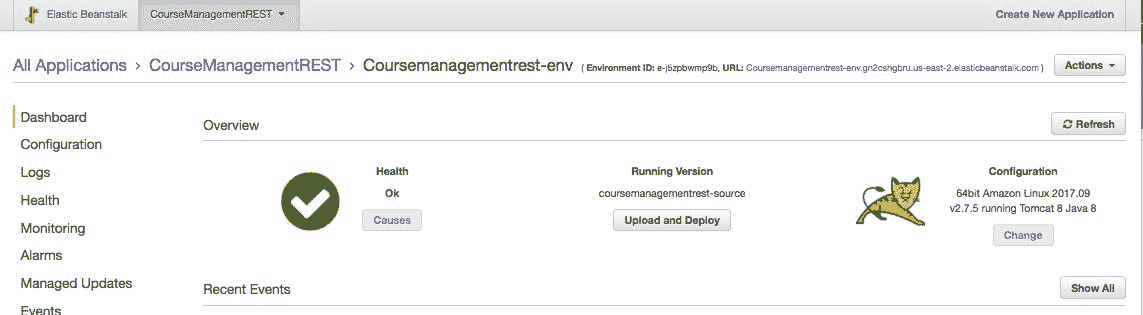 Elastic Beanstalk CourseManagementREST Create New Application
All Applications > CourseManagementREST > Coursemanagementrest-env ( Environment ID: e-j5zpbwmp9b, URL: Coursemanagementrest-env.gn2cshgbru.us-east-2.elasticbeanstalk.com ) Actions
Dashboard
Overview
Refresh
Configuration
Logs
Health
Monitoring
Alarms
Managed Updates
Events
Health
Ok
Causes
Running Version
coursemanagementrest-source
Upload and Deploy
Configuration
64bit Amazon Linux 2017.09
v2.7.5 running Tomcat 8 Java 8
Change
Recent Events
Show All